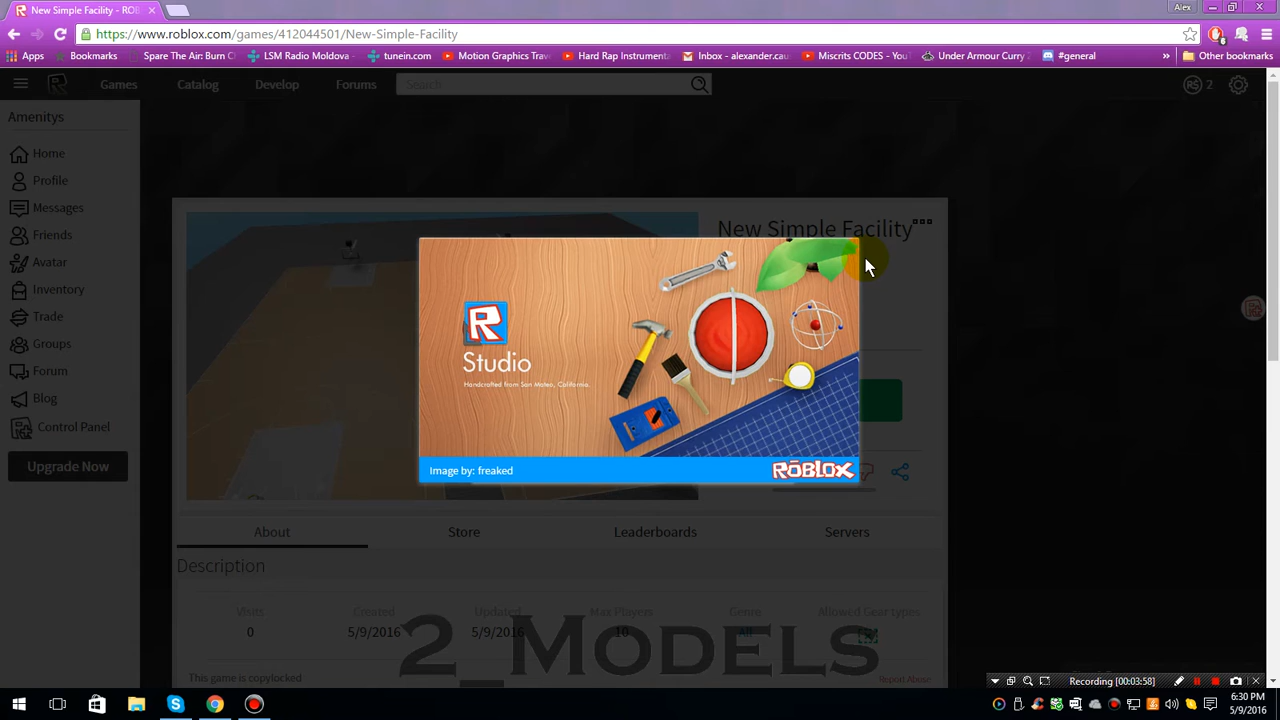 New Simple Facility - ROB
Alex
https://www.roblox.com/games/412044501/New-Simple-Facility
Apps
Bookmarks
Spare The Air Burn C
LSM Radio Moldova -
tunein.com
Motion Graphics Trav
Hard Rap Instrumenta
Inbox - alexander.cau
Miscrits CODES - You
Under Armour Curry
#general
»
Other bookmarks
Games
Catalog
Develop
Forums
Search
R$ 2
Amenitys
Home
Profile
Messages
Friends
Avatar
Inventory
Trade
Groups
Forum
Blog
Control Panel
Upgrade Now
New Simple Facility
R
Studio
Handcrafted from San Mateo, California.
Image by: freaked
ROBLOX
About
Store
Leaderboards
Servers
Description
Visits
Created
Updated
Max Players
Genre
Allowed Gear types
0
5/9/2016
5/9/2016
10
All
2_Models
This game is copylocked
Report Abuse
Recording [00:03:58]
6:30 PM
5/9/2016